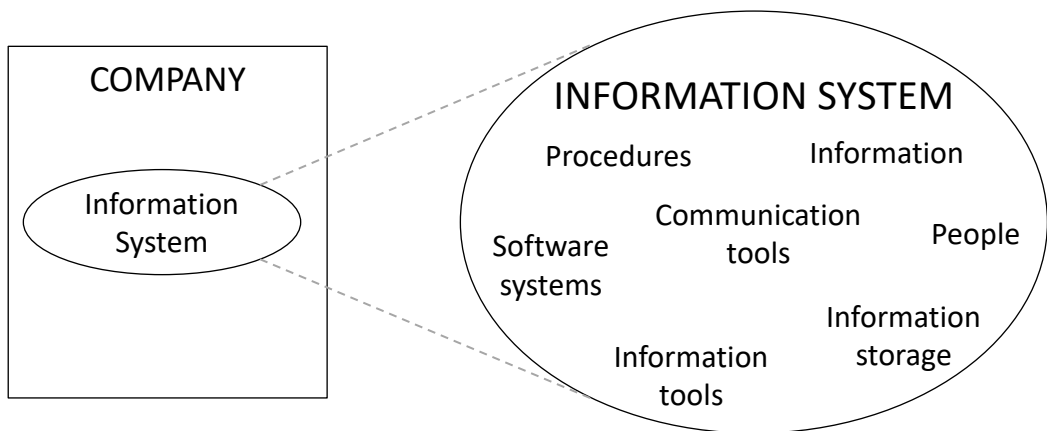 COMPANY
Information
System
INFORMATION SYSTEM
Procedures
Information
Communication
tools
People
Software
systems
Information
storage
Information
tools